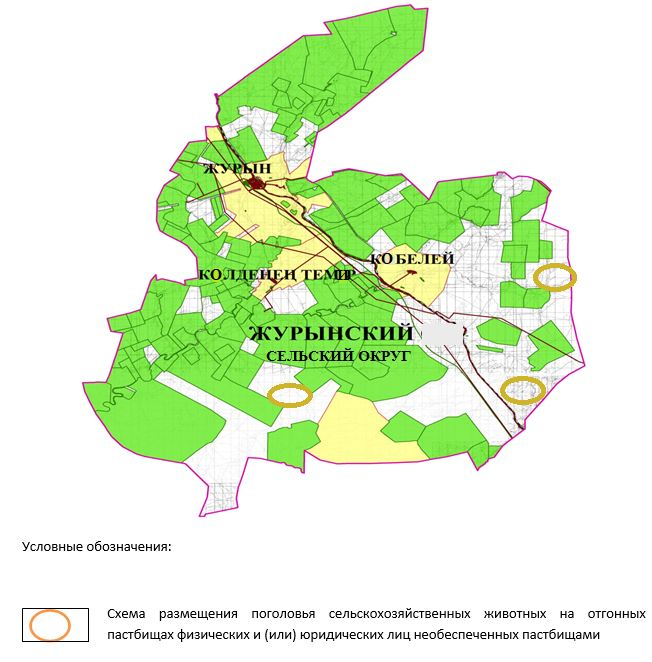 ЖУРЫН
КОБЕЛЕЙ
КОЛДЕНЕҢ ТЕМИР
ЖУРЫНСКИЙ
СЕЛЬСКИЙ ОКРУГ
Условные обозначения:
Схема размещения поголовья сельскохозяйственных животных на отгонных
пастбищах физических и (или) юридических лиц необеспеченных пастбищами